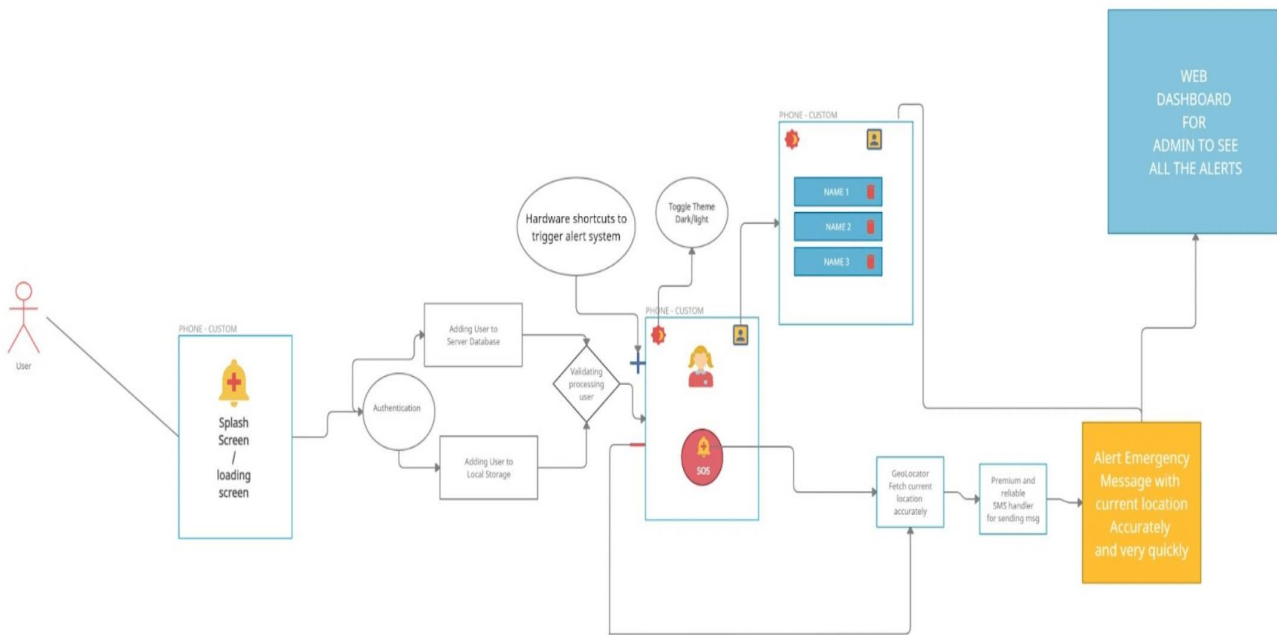 User
PHONE - CUSTOM
Splash
Screen
/
loading
screen
Authentication
Adding User to
Server Database
Adding User to
Local Storage
Validating
processing
user
Hardware shortcuts to
trigger alert system
Toggle Theme
Dark/light
PHONE - CUSTOM
SOS
PHONE - CUSTOM
NAME 1
NAME 2
NAME 3
GeoLocator
Fetch current
location
accurately
Premium and
reliable
SMS handler
for sending msg
Alert Emergency
Message with
current location
Accurately
and very quickly
WEB
DASHBOARD
FOR
ADMIN TO SEE
ALL THE ALERTS